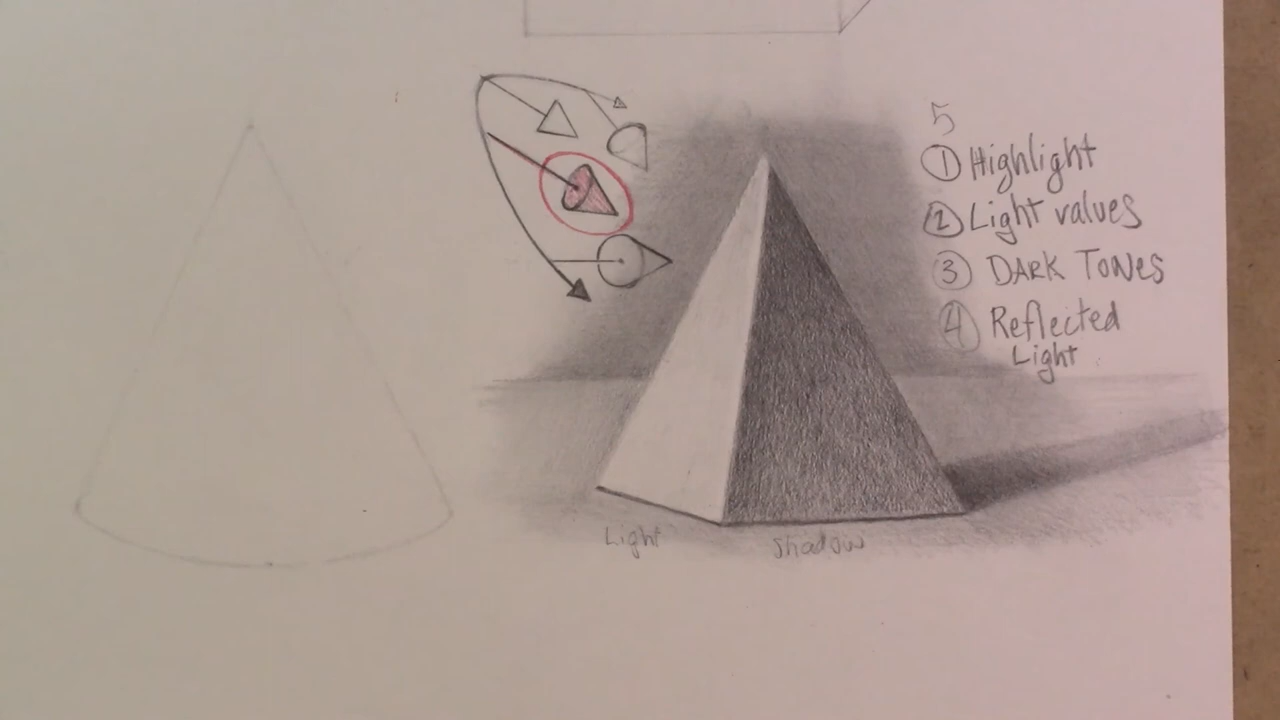 5
① Highlight
② Light values
③ DARK TONes
④ Reflected
Light
Light
Shadow